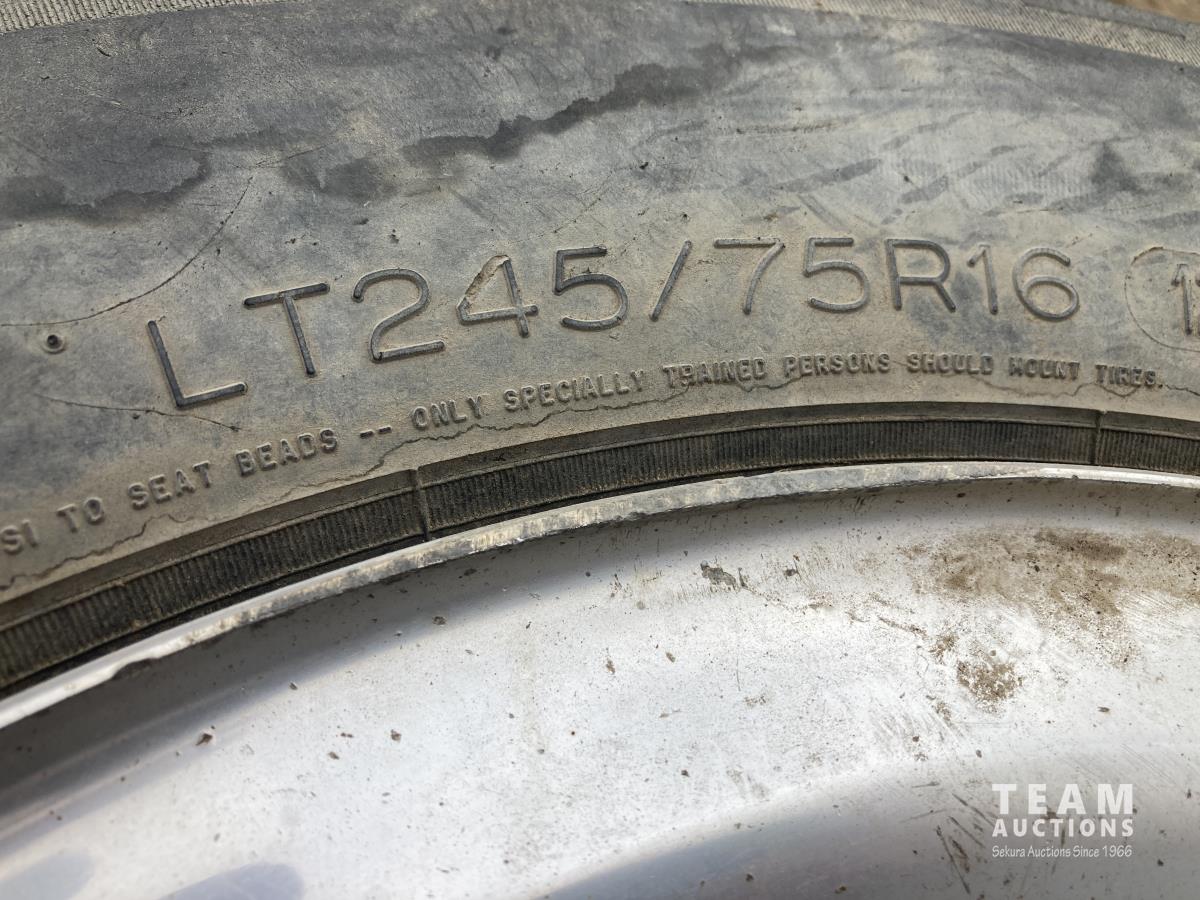 LT245/75R16
SI TO SEAT BEADS -- ONLY SPECIALLY TRAINED PERSONS SHOULD MOUNT TIRES.
TEAM
AUCTIONS
Sekura Auctions Since 1966